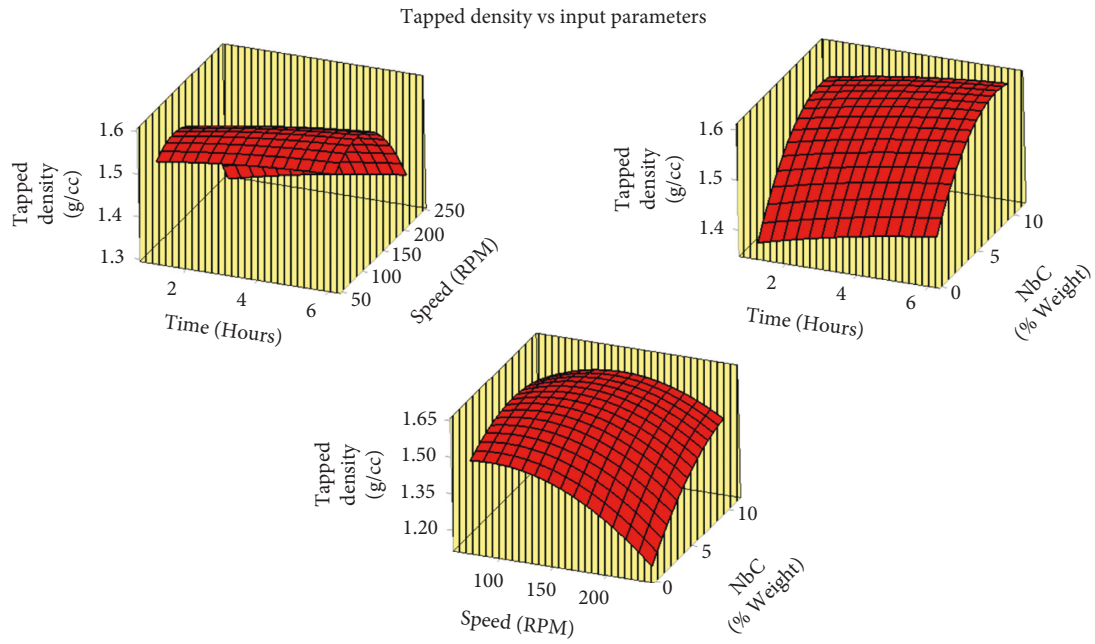 Tapped density vs input parameters
1.6
1.5
1.4
1.3
Tapped
density
(g/cc)
2
4
6
Time (Hours)
50
100
150
200
250
Speed (RPM)
1.6
1.5
1.4
Tapped
density
(g/cc)
2
4
6
Time (Hours)
0
5
10
NbC
(% Weight)
1.65
1.50
1.35
1.20
Tapped
density
(g/cc)
100
150
200
Speed (RPM)
0
5
10
NbC
(% Weight)